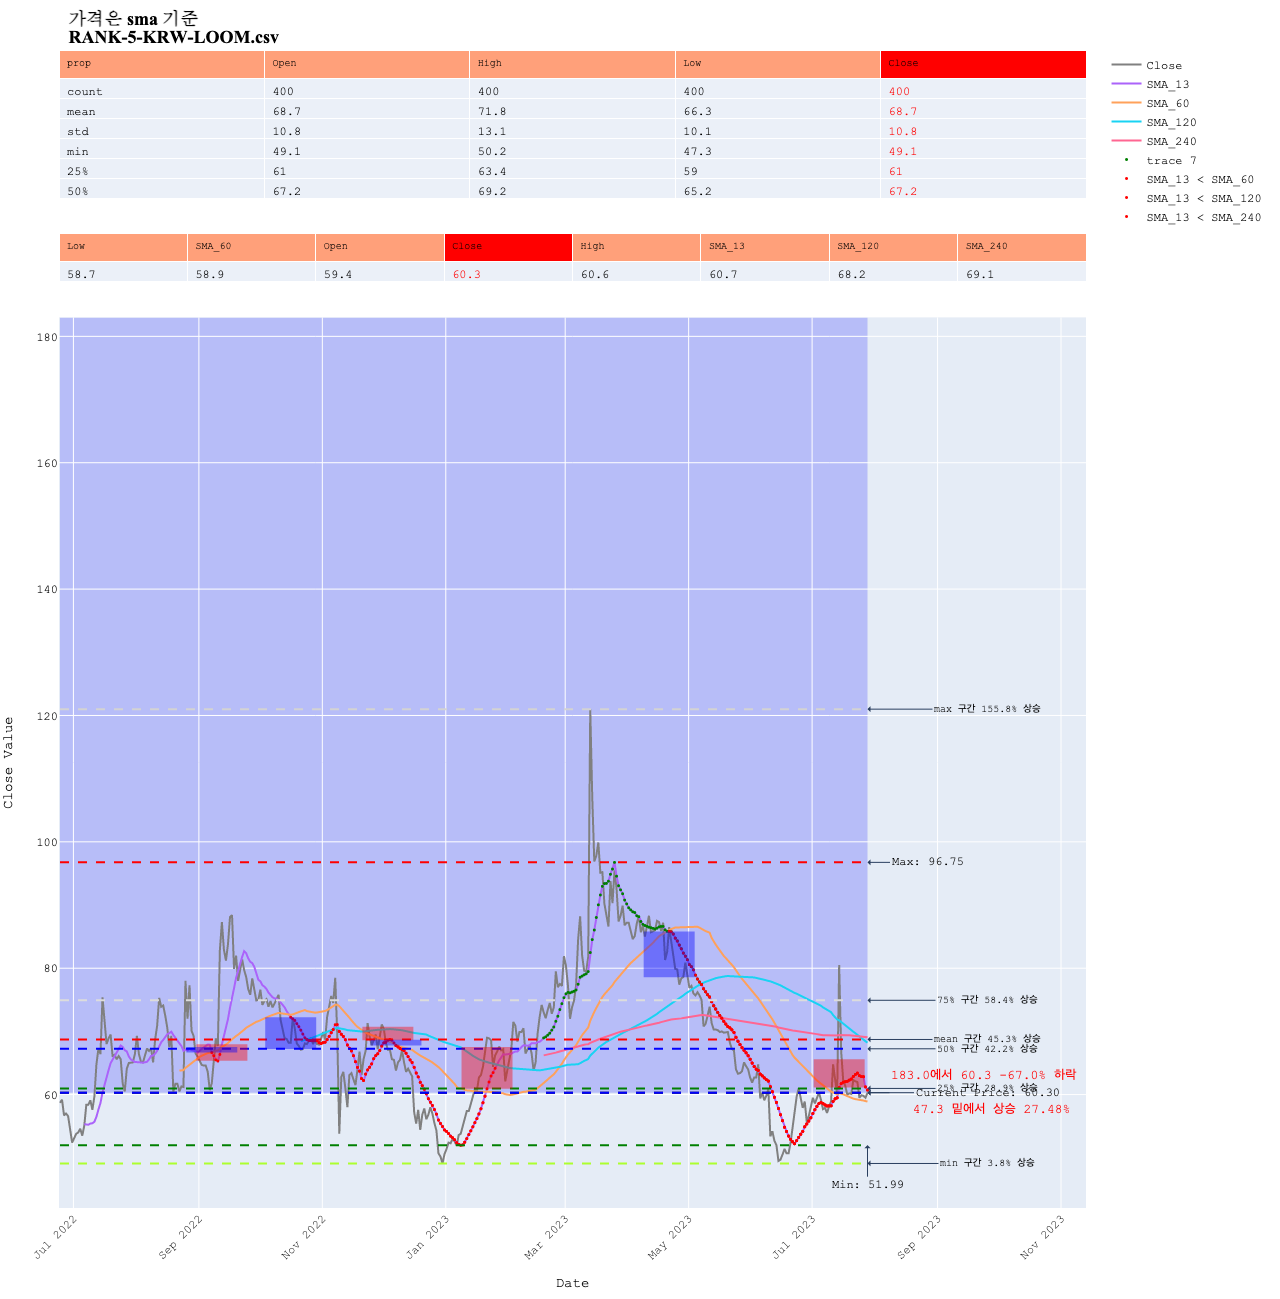 가격은 sma 기준
RANK-5-KRW-LOOM.csv
prop Open High Low Close
count 400 400 400 400
mean 68.7 71.8 66.3 68.7
std 10.8 13.1 10.1 10.8
min 49.1 50.2 47.3 49.1
25% 61 63.4 59 61
50% 67.2 69.2 65.2 67.2
Low SMA_60 Open Close High SMA_13 SMA_120 SMA_240
58.7 58.9 59.4 60.3 60.6 60.7 68.2 69.1
Close
SMA_13
SMA_60
SMA_120
SMA_240
trace 7
SMA_13 < SMA_60
SMA_13 < SMA_120
SMA_13 < SMA_240
180
160
140
120
100
80
60
Close Value
max 구간 155.8% 상승
Max: 96.75
75% 구간 58.4% 상승
mean 구간 45.3% 상승
50% 구간 42.2% 상승
183.0에서 60.3 -67.0% 하락
25% 구간 28.9% 상승
Current Price: 60.30
47.3 밑에서 상승 27.48%
min 구간 3.8% 상승
Min: 51.99
Jul 2022
Sep 2022
Nov 2022
Jan 2023
Mar 2023
May 2023
Jul 2023
Sep 2023
Nov 2023
Date